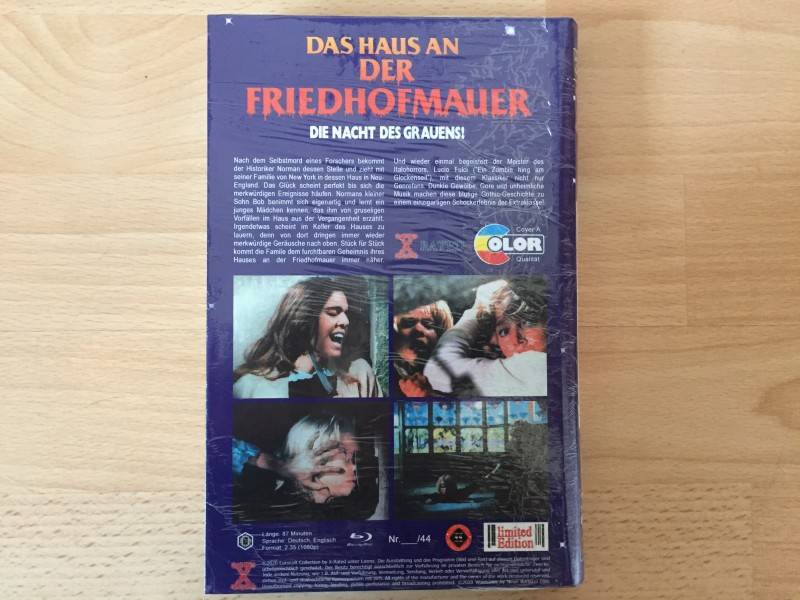 DAS HAUS AN
DER
FRIEDHOFMAUER
DIE NACHT DES GRAUENS!
Nach dem Selbstmord eines Forschers bekommt
der Historiker Norman dessen Stelle und zieht mit
seiner Familie von New York in dessen Haus in Neu-
England. Das Glück scheint perfekt bis sich die
merkwürdigen Ereignisse häufen. Normans kleiner
Sohn Bob benimmt sich eigenartig und lernt ein
junges Mädchen kennen, das ihm von gruseligen
Vorfällen im Haus aus der Vergangenheit erzählt.
Irgendetwas scheint im Keller des Hauses zu
lauern, denn von dort dringen immer wieder
merkwürdige Geräusche nach oben. Stück für Stück
kommt die Familie dem furchtbaren Geheimnis ihres
Hauses an der Friedhofmauer immer näher.
Und wieder einmal begeistert der Meister des
Italohorrors, Lucio Fulci ("Ein Zombie hing am
Glockenseil"), mit diesem Klassiker nicht nur
Gorefans. Dunkle Gewölbe, Gore und unheimliche
Musik machen diese blutige Gothic-Geschichte zu
einem einzigartigen Schockerlebnis der Extraklasse!
X RATED
Cover A
COLOR
Qualität
Länge: 87 Minuten
Sprache: Deutsch, Englisch
Format: 2.35 (1080p)
Blu-ray Disc
Nr.___/44
limited
Edition
X